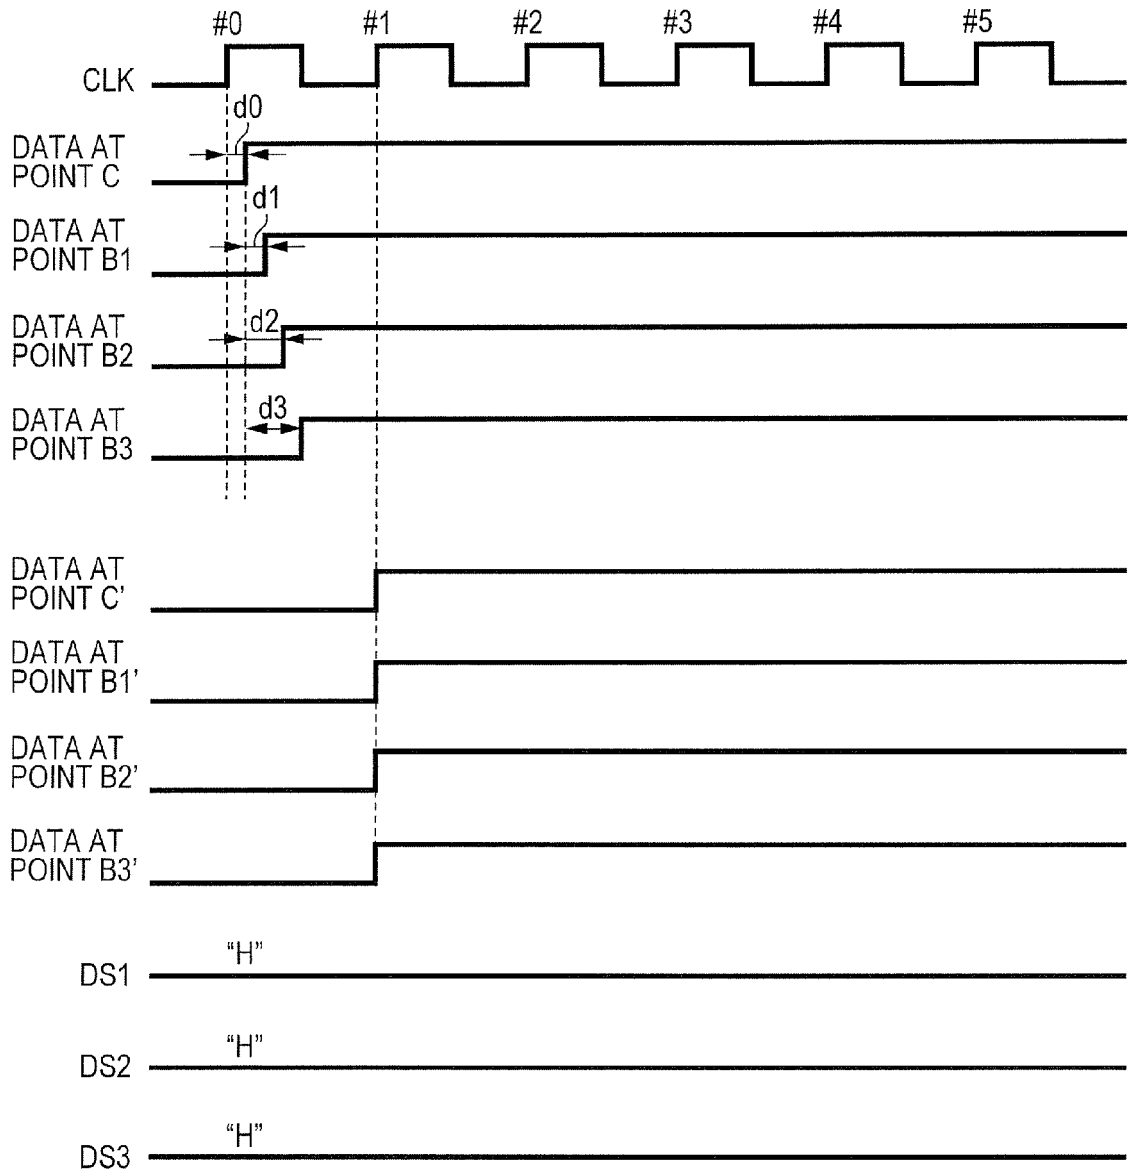 #0 #1 #2 #3 #4 #5
CLK
d0
DATA AT
POINT C
d1
DATA AT
POINT B1
d2
DATA AT
POINT B2
d3
DATA AT
POINT B3
DATA AT
POINT C'
DATA AT
POINT B1'
DATA AT
POINT B2'
DATA AT
POINT B3'
“H”
DS1
“H”
DS2
“H”
DS3